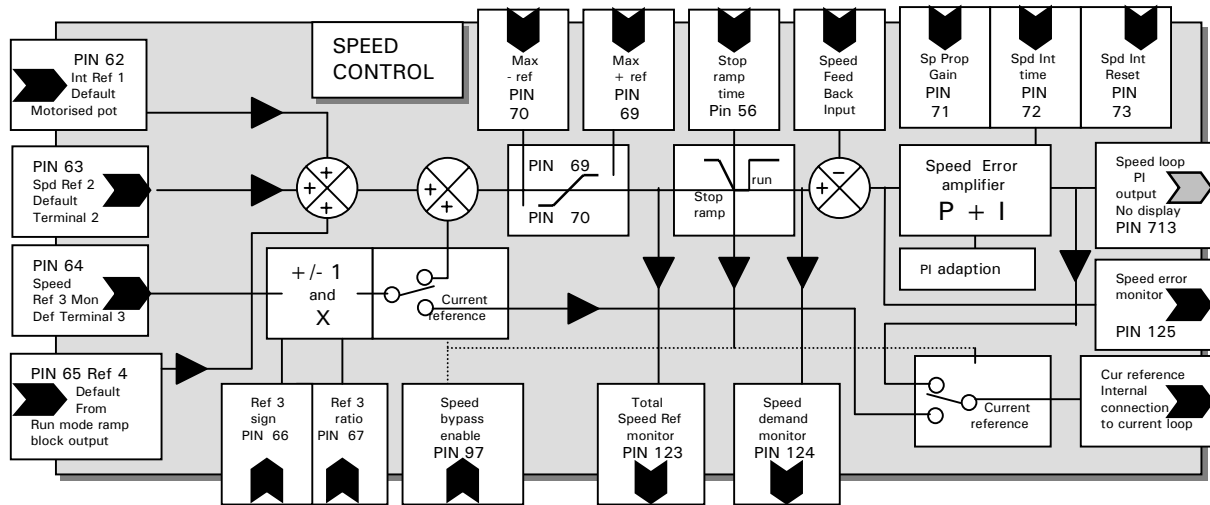 SPEED
CONTROL
PIN 62
Int Ref 1
Default
Motorised pot
PIN 63
Spd Ref 2
Default
Terminal 2
PIN 64
Speed
Ref 3 Mon
Def Terminal 3
PIN 65 Ref 4
Default
From
Run mode ramp
block output
Max
- ref
PIN
70
Max
+ ref
PIN
69
Stop
ramp
time
Pin 56
Speed
Feed
Back
Input
Sp Prop
Gain
PIN
71
Spd Int
time
PIN
72
Spd Int
Reset
PIN
73
+
+
+
+
+
PIN 69
PIN 70
run
Stop
ramp
+
-
Speed Error
amplifier
P + I
PI adaption
Speed loop
PI
output
No display
PIN 713
Speed error
monitor
PIN 125
Cur reference
Internal
connection
to current loop
+/- 1
and
X
Current
reference
Current
reference
Ref 3
sign
PIN 66
Ref 3
ratio
PIN 67
Speed
bypass
enable
PIN 97
Total
Speed Ref
monitor
PIN 123
Speed
demand
monitor
PIN 124